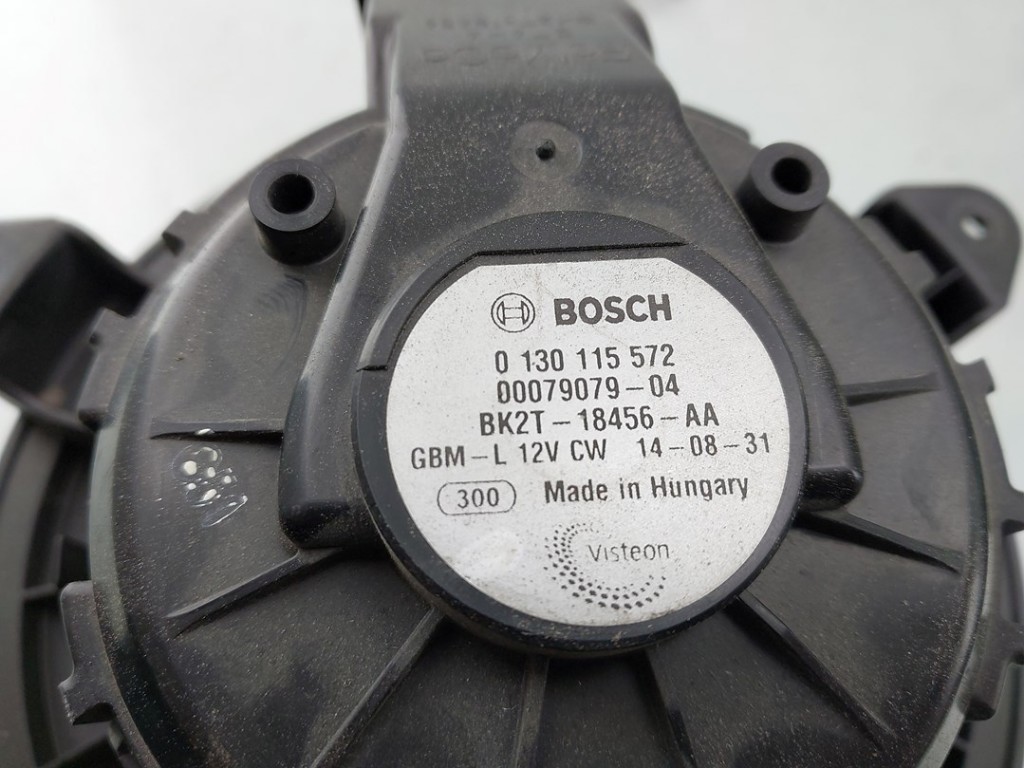 BOSCH
0 130 115 572
00079079-04
BK2T-18456-AA
GBM-L 12V CW 14-08-31
300 Made in Hungary
Visteon